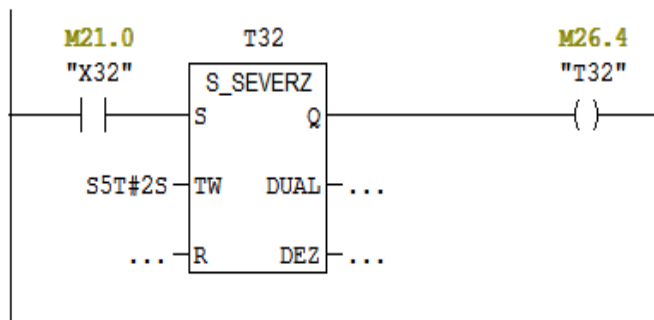 M21.0 T32 M26.4
"X32" "T32"
S_SEVERZ
S Q
S5T#2S TW DUAL ...
... R DEZ ...